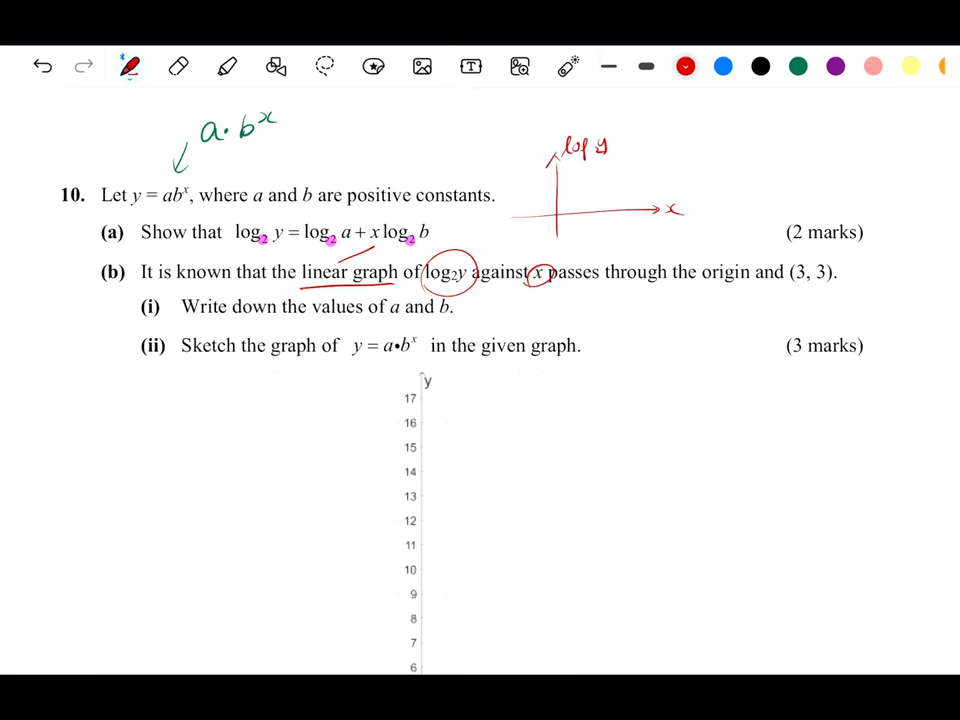 a·b^x
log y
x
10. Let y = ab^x, where a and b are positive constants.
(a) Show that log₂ y = log₂ a + x log₂ b (2 marks)
(b) It is known that the linear graph of log₂y against x passes through the origin and (3, 3).
(i) Write down the values of a and b.
(ii) Sketch the graph of y = a•b^x in the given graph. (3 marks)
y
17
16
15
14
13
12
11
10
9
8
7
6